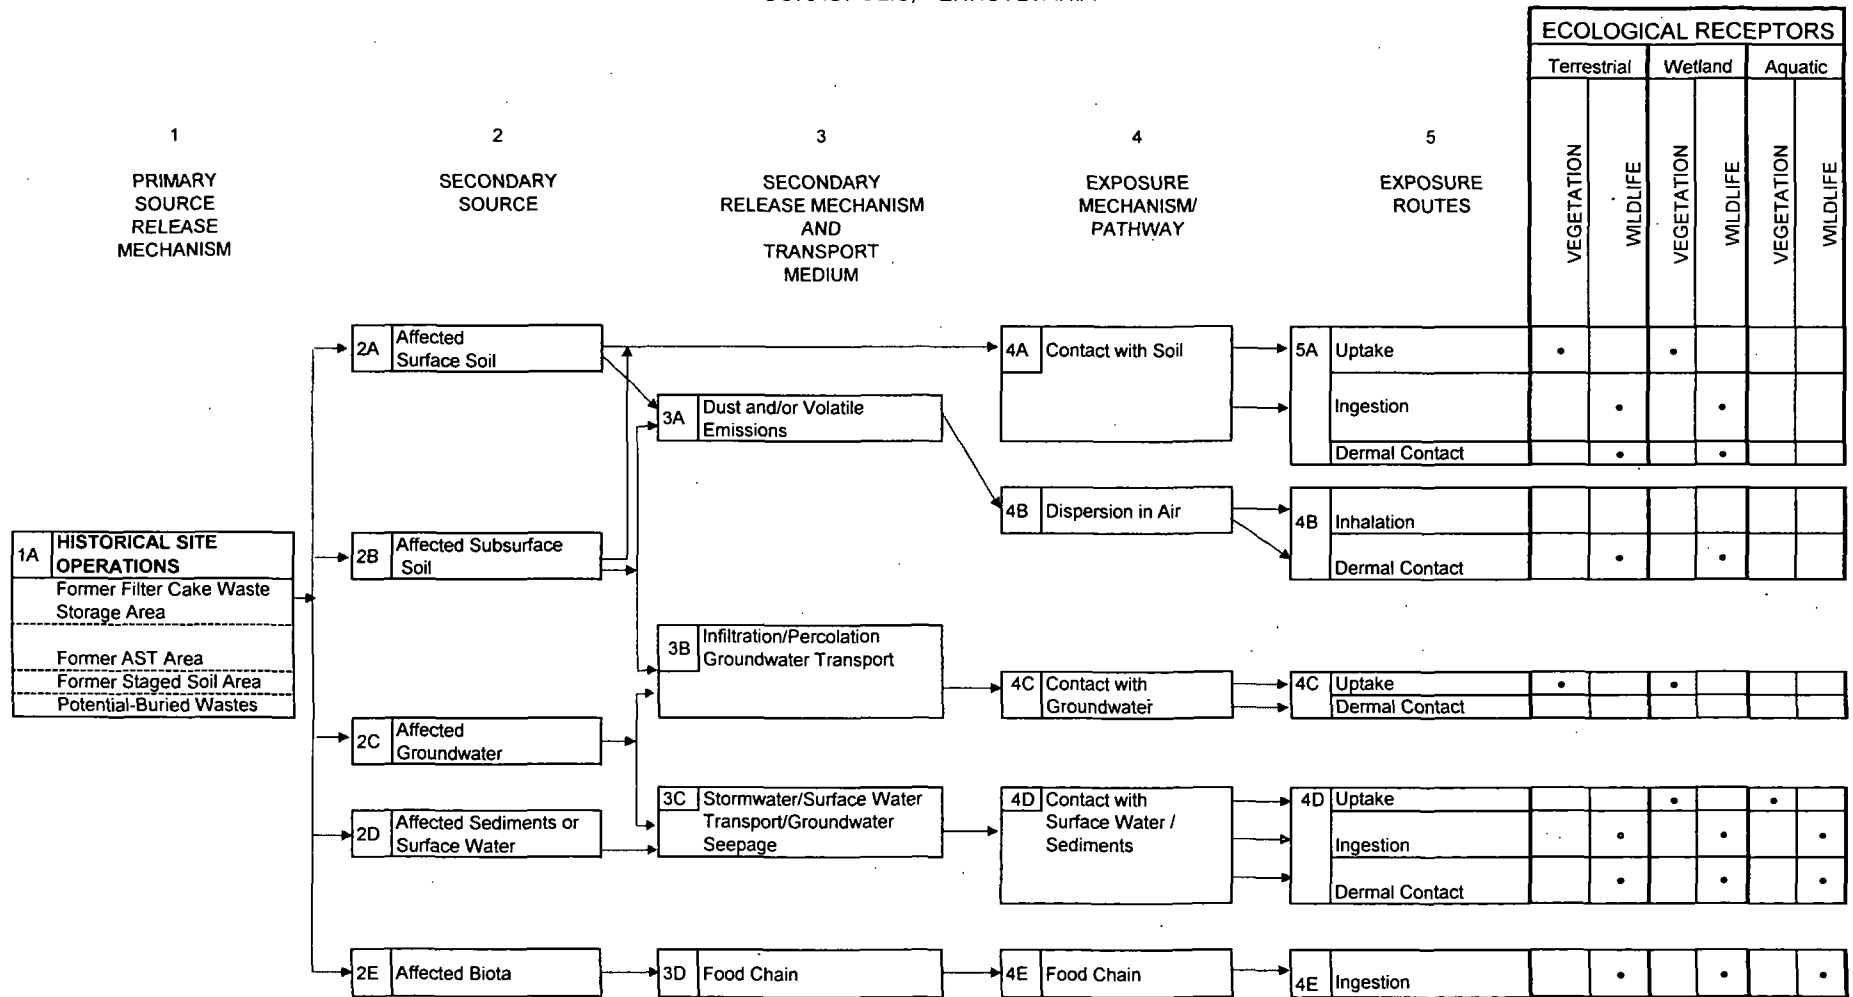 ECOLOGICAL RECEPTORS
Terrestrial Wetland Aquatic
VEGETATION WILDLIFE VEGETATION WILDLIFE VEGETATION WILDLIFE
1
PRIMARY
SOURCE
RELEASE
MECHANISM
2
SECONDARY
SOURCE
3
SECONDARY
RELEASE MECHANISM
AND
TRANSPORT
MEDIUM
4
EXPOSURE
MECHANISM/
PATHWAY
5
EXPOSURE
ROUTES
1A HISTORICAL SITE
OPERATIONS
Former Filter Cake Waste
Storage Area
Former AST Area
Former Staged Soil Area
Potential-Buried Wastes
2A Affected
Surface Soil
2B Affected Subsurface
Soil
2C Affected
Groundwater
2D Affected Sediments or
Surface Water
2E Affected Biota
3A Dust and/or Volatile
Emissions
3B Infiltration/Percolation
Groundwater Transport
3C Stormwater/Surface Water
Transport/Groundwater
Seepage
3D Food Chain
4A Contact with Soil
4B Dispersion in Air
4C Contact with
Groundwater
4D Contact with
Surface Water /
Sediments
4E Food Chain
5A Uptake
Ingestion
Dermal Contact
4B Inhalation
Dermal Contact
4C Uptake
Dermal Contact
4D Uptake
Ingestion
Dermal Contact
4E Ingestion